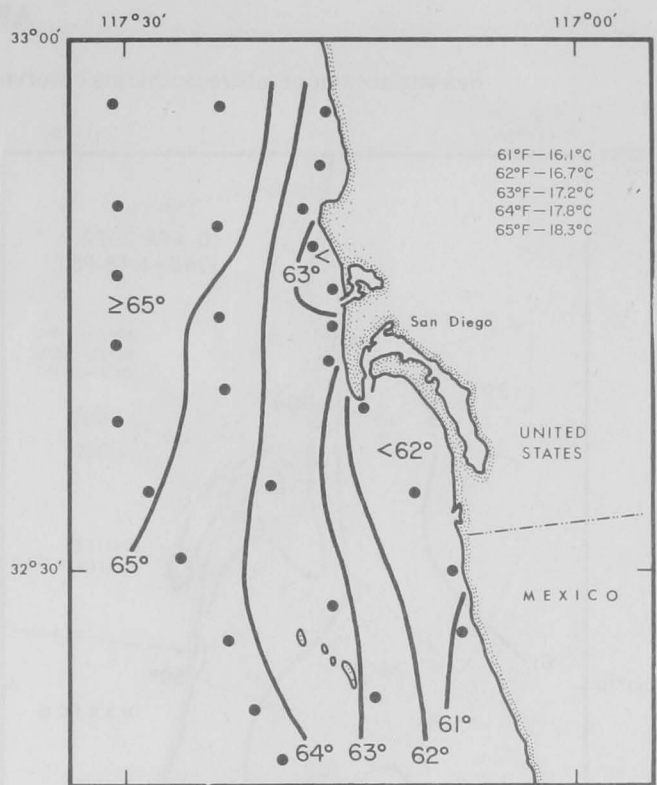 117°30′
117°00′
33°00′
61°F—16.1°C
62°F—16.7°C
63°F—17.2°C
64°F—17.8°C
65°F—18.3°C
<
63°
≥65°
San Diego
<62°
UNITED
STATES
32°30′
65°
MEXICO
61°
64°
63°
62°